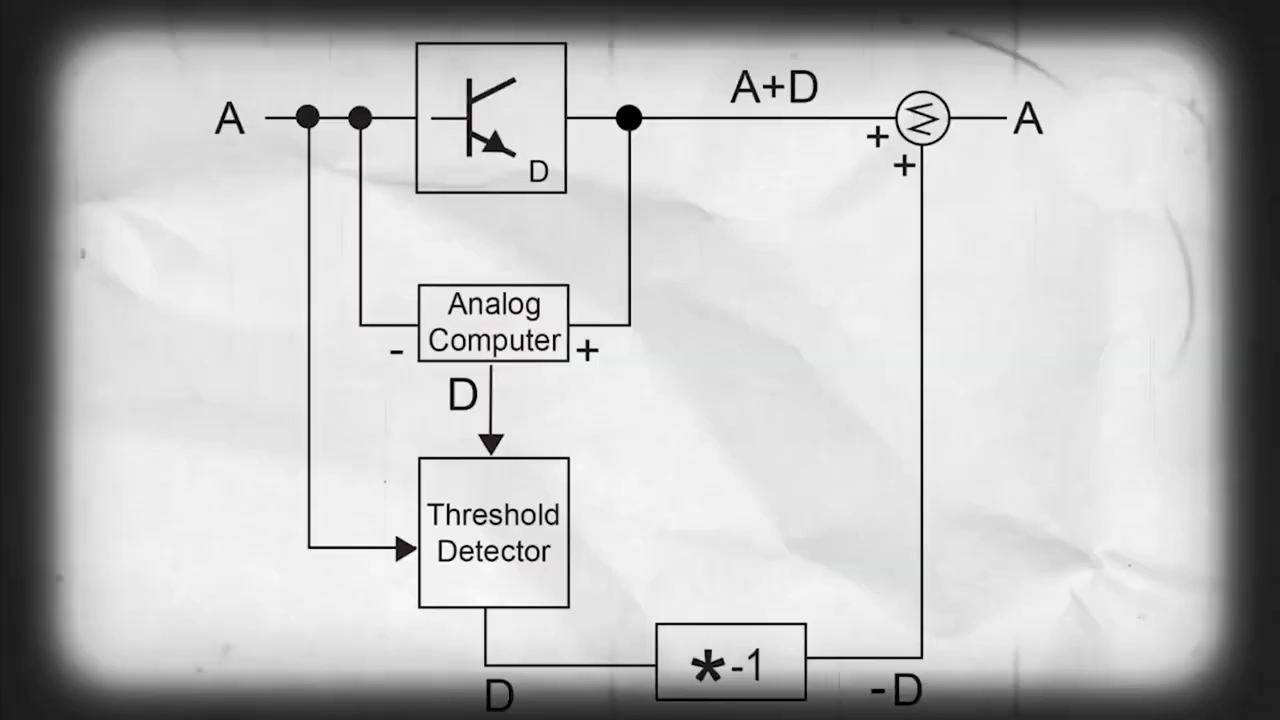 A
D
A+D
A
+
+
Analog
Computer
-
+
D
Threshold
Detector
D
*-1
-D